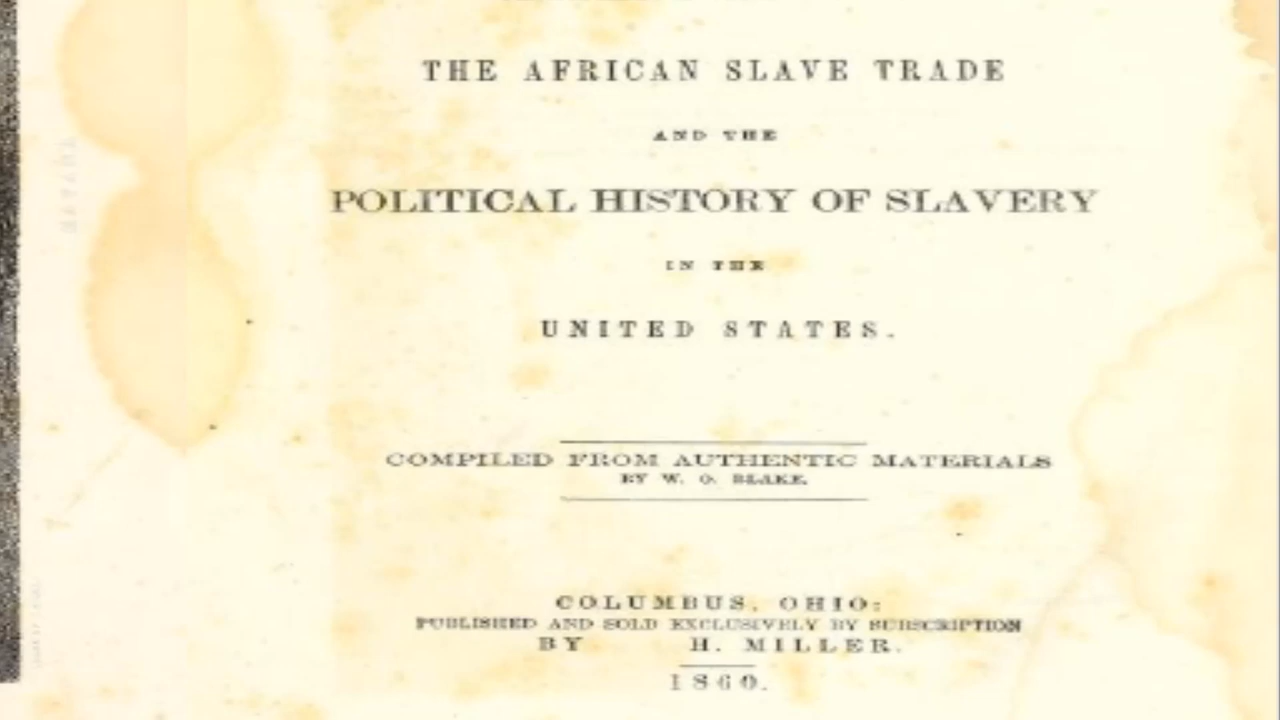 THE AFRICAN SLAVE TRADE
AND THE
POLITICAL HISTORY OF SLAVERY
IN THE
UNITED STATES.
COMPILED FROM AUTHENTIC MATERIALS
BY W. O. BLAKE.
COLUMBUS, OHIO:
PUBLISHED AND SOLD EXCLUSIVELY BY SUBSCRIPTION
BY H. MILLER.
1860.